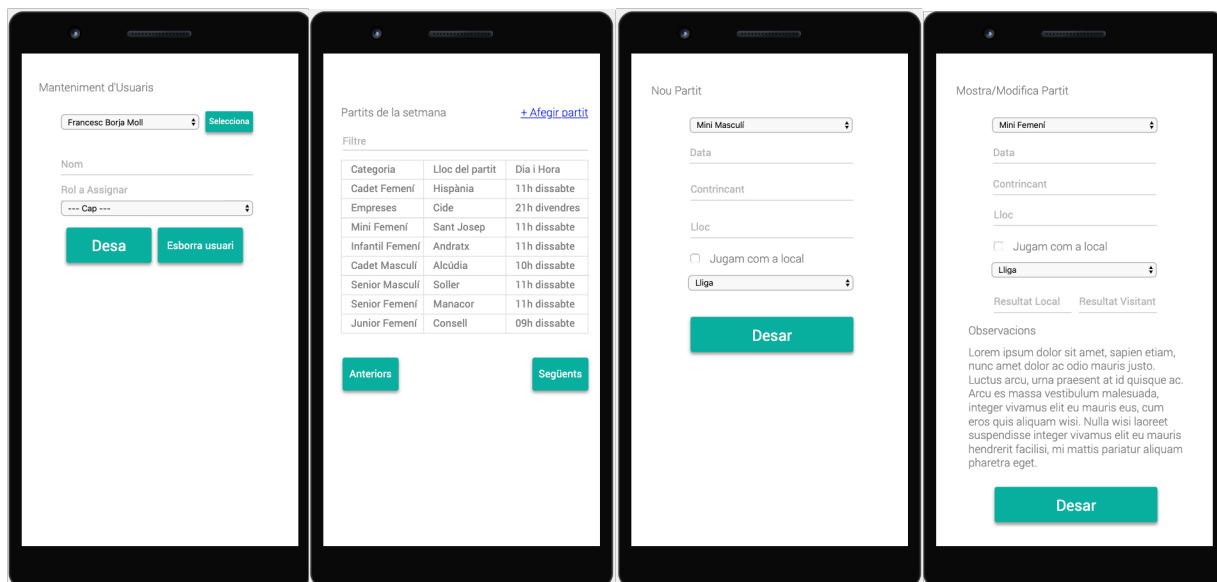 Manteniment d'Usuaris
Francesc Borja Moll
Selecciona
Nom
Rol a Assignar
--- Cap ---
Desa
Esborra usuari
Partits de la setmana
+ Afegir partit
Filtre
Categoria Lloc del partit Dia i Hora
Cadet Femení Hispània 11h dissabte
Empreses Cide 21h divendres
Mini Femení Sant Josep 11h dissabte
Infantil Femení Andratx 11h dissabte
Cadet Masculí Alcúdia 10h dissabte
Senior Masculí Soller 11h dissabte
Senior Femení Manacor 11h dissabte
Junior Femení Consell 09h dissabte
Anteriors
Següents
Nou Partit
Mini Masculí
Data
Contrincant
Lloc
Jugam com a local
Lliga
Desar
Mostra/Modifica Partit
Mini Femení
Data
Contrincant
Lloc
Jugam com a local
Lliga
Resultat Local Resultat Visitant
Observacions
Lorem ipsum dolor sit amet, sapien etiam,
nunc amet dolor ac odio mauris justo.
Luctus arcu, urna praesent at id quisque ac.
Arcu es massa vestibulum malesuada,
integer vivamus elit eu mauris eus, cum
eros quis aliquam wisi. Nulla wisi laoreet
suspendisse integer vivamus elit eu mauris
hendrerit facilisi, mi mattis pariatur aliquam
pharetra eget.
Desar